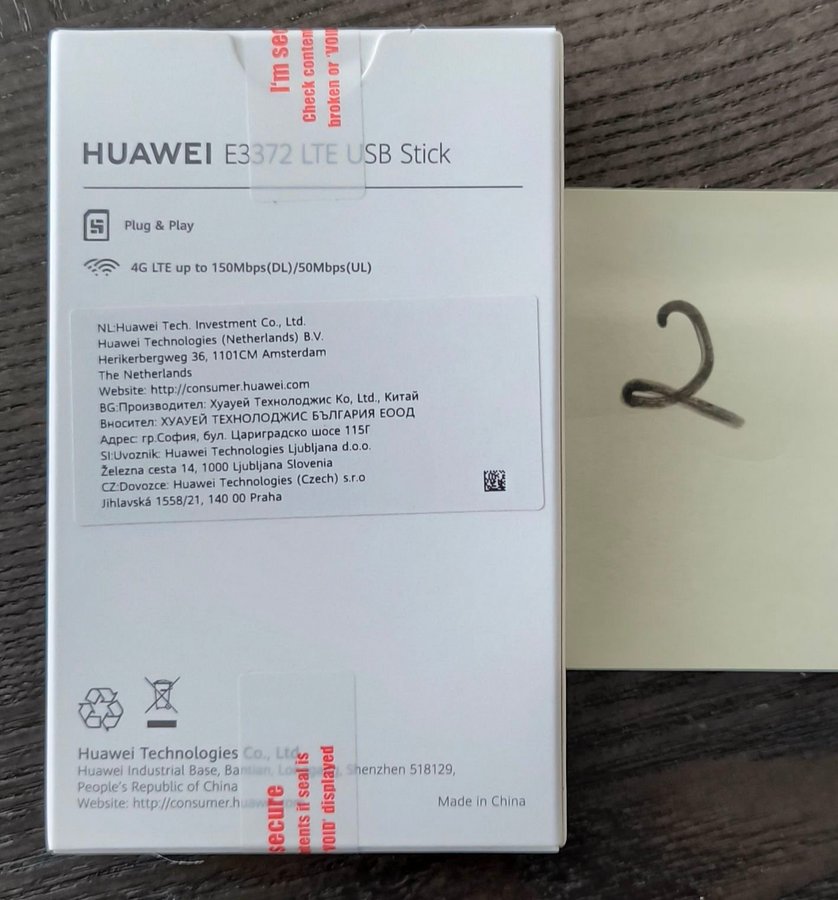 I'm sec
Check conten
broken or 'VOI
HUAWEI E3372 LTE USB Stick
Plug & Play
4G LTE up to 150Mbps(DL)/50Mbps(UL)
NL:Huawei Tech. Investment Co., Ltd.
Huawei Technologies (Netherlands) B.V.
Herikerbergweg 36, 1101CM Amsterdam
The Netherlands
Website: http://consumer.huawei.com
BG:Производител: Хуауей Технолоджис Ко, Ltd., Китай
Вносител: ХУАУЕЙ ТЕХНОЛОДЖИС БЪЛГАРИЯ ЕООД
Адрес: гр.София, бул. Цариградско шосе 115Г
SI:Uvoznik: Huawei Technologies Ljubljana d.o.o.
Železna cesta 14, 1000 Ljubljana Slovenia
CZ:Dovozce: Huawei Technologies (Czech) s.r.o
Jihlavská 1558/21, 140 00 Praha
2
Huawei Technologies Co., Ltd.
Huawei Industrial Base, Bantian, Longgang, Shenzhen 518129,
People's Republic of China
Website: http://consumer.huawei.com
Made in China
secure
ents if seal is
VOID' displayed